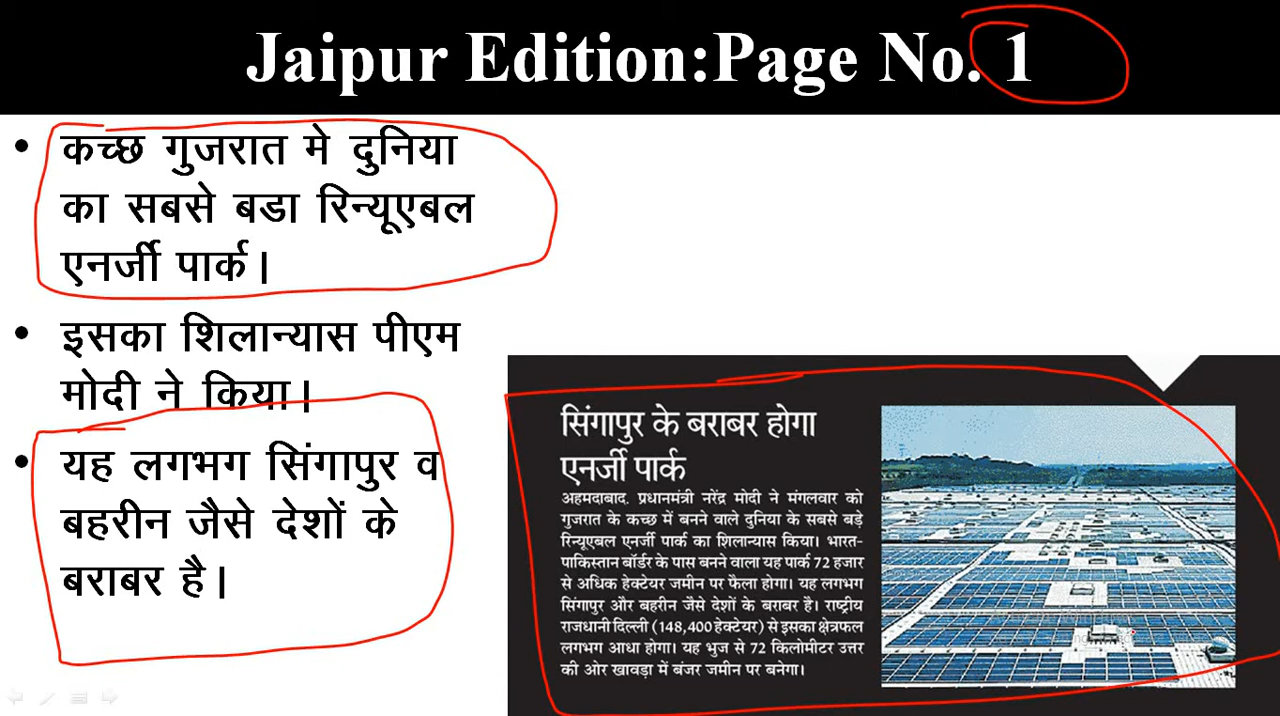 Jaipur Edition:Page No. 1
• कच्छ गुजरात मे दुनिया
का सबसे बडा रिन्यूएबल
एनर्जी पार्क।
• इसका शिलान्यास पीएम
मोदी ने किया।
• यह लगभग सिंगापुर व
बहरीन जैसे देशों के
बराबर है।
सिंगापुर के बराबर होगा
एनर्जी पार्क
अहमदाबाद. प्रधानमंत्री नरेंद्र मोदी ने मंगलवार को
गुजरात के कच्छ में बनने वाले दुनिया के सबसे बड़े
रिन्यूएबल एनर्जी पार्क का शिलान्यास किया। भारत-
पाकिस्तान बॉर्डर के पास बनने वाला यह पार्क 72 हजार
से अधिक हेक्टेयर जमीन पर फैला होगा। यह लगभग
सिंगापुर और बहरीन जैसे देशों के बराबर है। राष्ट्रीय
राजधानी दिल्ली (148,400 हेक्टेयर) से इसका क्षेत्रफल
लगभग आधा होगा। यह भुज से 72 किलोमीटर उत्तर
की ओर खावड़ा में बंजर जमीन पर बनेगा।